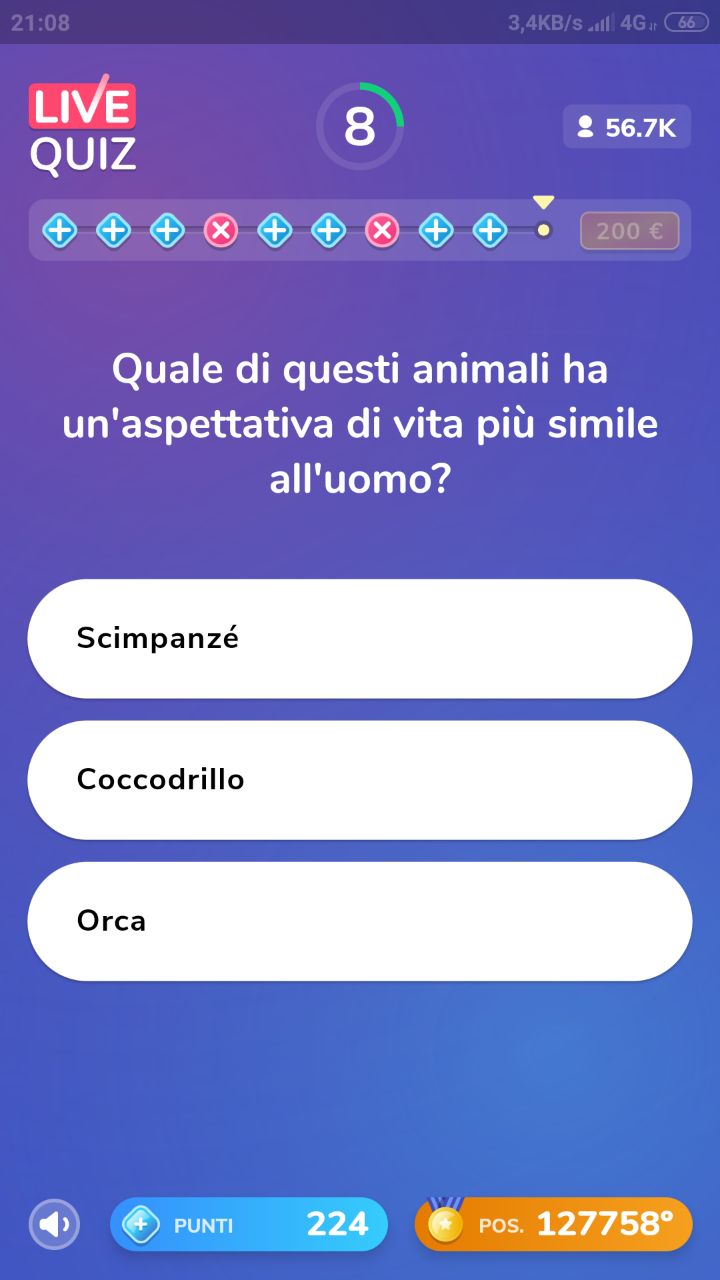 21:08 3,4KB/s 4G 66
LIVE
QUIZ
8
56.7K
200 €
Quale di questi animali ha
un'aspettativa di vita più simile
all'uomo?
Scimpanzé
Coccodrillo
Orca
PUNTI 224
POS. 127758º